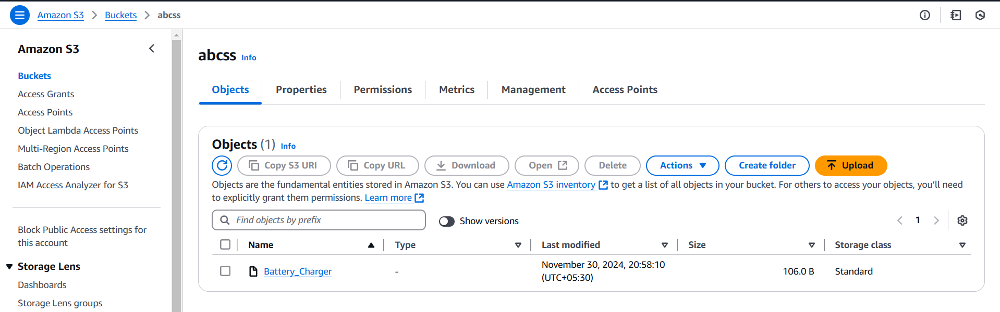 Amazon S3 > Buckets > abcss
Amazon S3
Buckets
Access Grants
Access Points
Object Lambda Access Points
Multi-Region Access Points
Batch Operations
IAM Access Analyzer for S3
Block Public Access settings for
this account
Storage Lens
Dashboards
Storage Lens groups
abcss Info
Objects Properties Permissions Metrics Management Access Points
Objects (1) Info
Copy S3 URI Copy URL Download Open Delete Actions Create folder Upload
Objects are the fundamental entities stored in Amazon S3. You can use Amazon S3 inventory to get a list of all objects in your bucket. For others to access your objects, you’ll need
to explicitly grant them permissions. Learn more
Find objects by prefix Show versions 1
Name Type Last modified Size Storage class
Battery_Charger - November 30, 2024, 20:58:10 106.0 B Standard
(UTC+05:30)